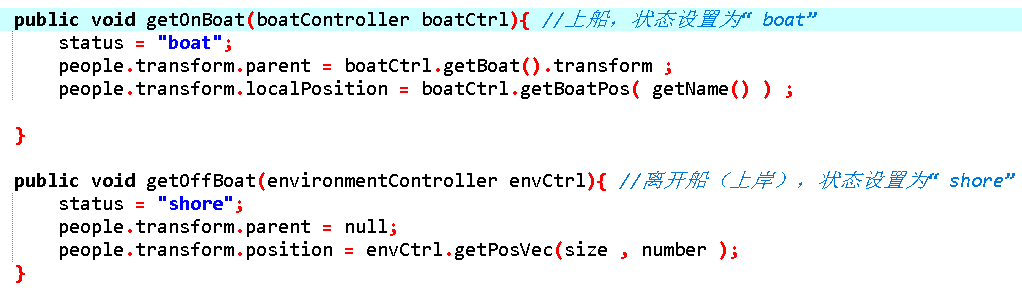 public void getOnBoat(boatController boatCtrl){ //上船，状态设置为“ boat”
status = "boat";
people.transform.parent = boatCtrl.getBoat().transform ;
people.transform.localPosition = boatCtrl.getBoatPos( getName() ) ;
}
public void getOffBoat(environmentController envCtrl){ //离开船（上岸），状态设置为“ shore”
status = "shore";
people.transform.parent = null;
people.transform.position = envCtrl.getPosVec(size , number );
}